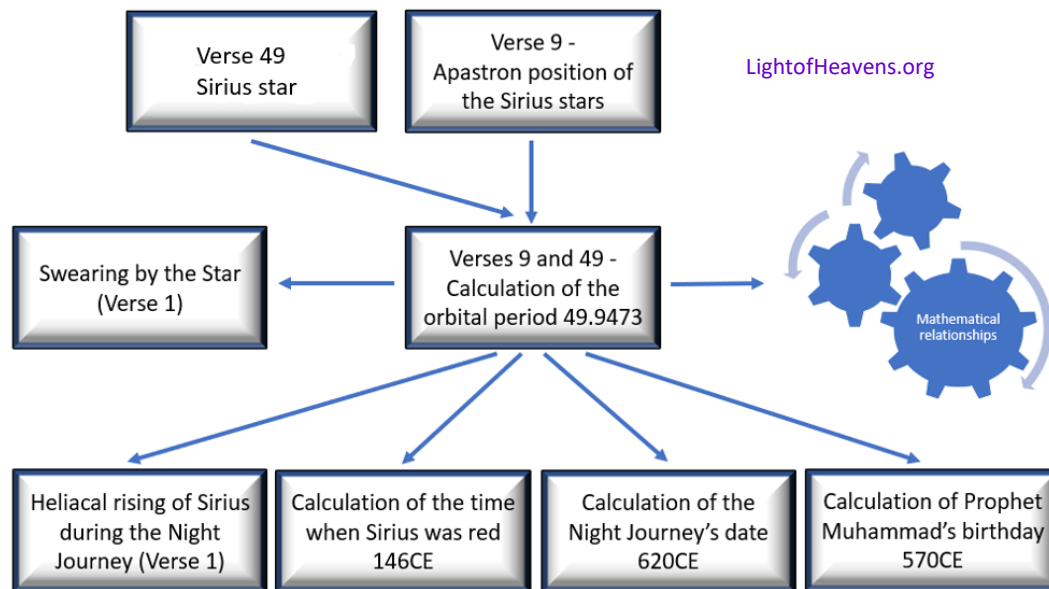 Verse 49
Sirius star
Verse 9 -
Apastron position of
the Sirius stars
LightofHeavens.org
Swearing by the Star
(Verse 1)
Verses 9 and 49 -
Calculation of the
orbital period 49.9473
Mathematical
relationships
Heliacal rising of Sirius
during the Night
Journey (Verse 1)
Calculation of the time
when Sirius was red
146CE
Calculation of the
Night Journey’s date
620CE
Calculation of Prophet
Muhammad’s birthday
570CE